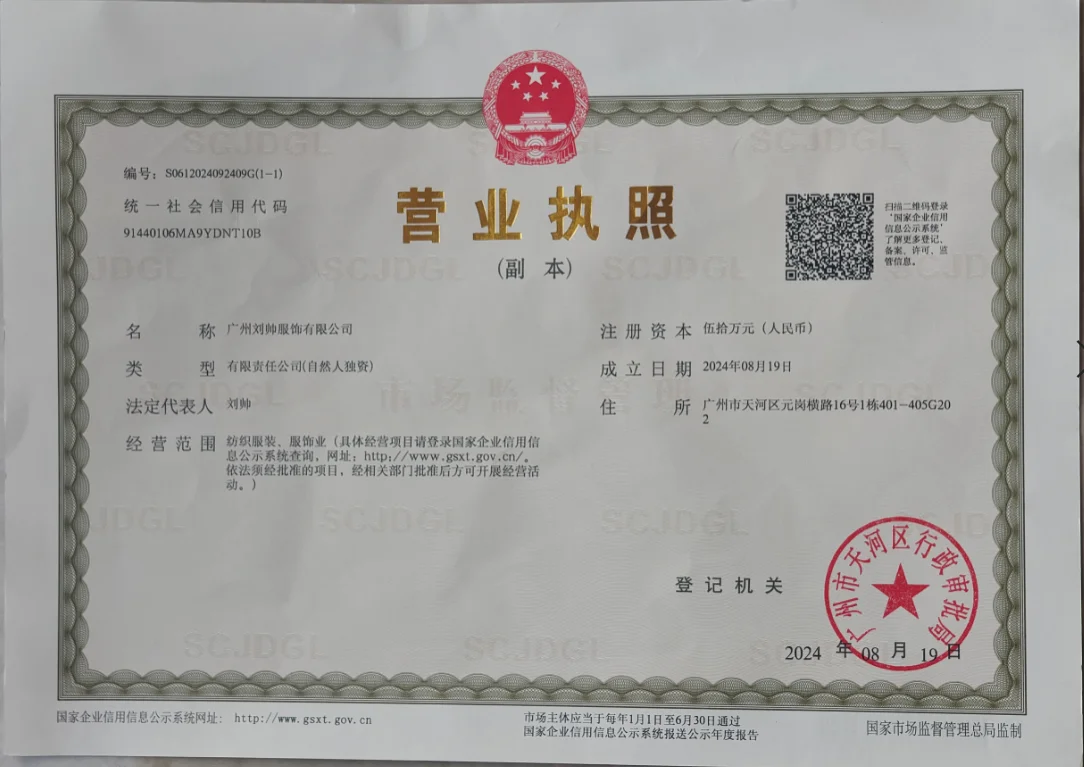 编号：S0612024092409G(1-1)
统一社会信用代码
91440106MA9YDNT10B
营业执照
（副 本）
扫描二维码登录
‘国家企业信用
信息公示系统’
了解更多登记、
备案、许可、监
管信息。
名 称 广州刘帅服饰有限公司
类 型 有限责任公司(自然人独资)
法定代表人 刘帅
经营范围 纺织服装、服饰业（具体经营项目请登录国家企业信用信
息公示系统查询，网址：http://www.gsxt.gov.cn/。
依法须经批准的项目，经相关部门批准后方可开展经营活
动。）
注册资本 伍拾万元（人民币）
成立日期 2024年08月19日
住 所 广州市天河区元岗横路16号1栋401-405G20
2
市场监督管理
登记机关
广州市天河区行政审批局
2024 年 08 月 19 日
国家企业信用信息公示系统网址： http://www.gsxt.gov.cn
市场主体应当于每年1月1日至6月30日通过
国家企业信用信息公示系统报送公示年度报告
国家市场监督管理总局监制
SCJDGL